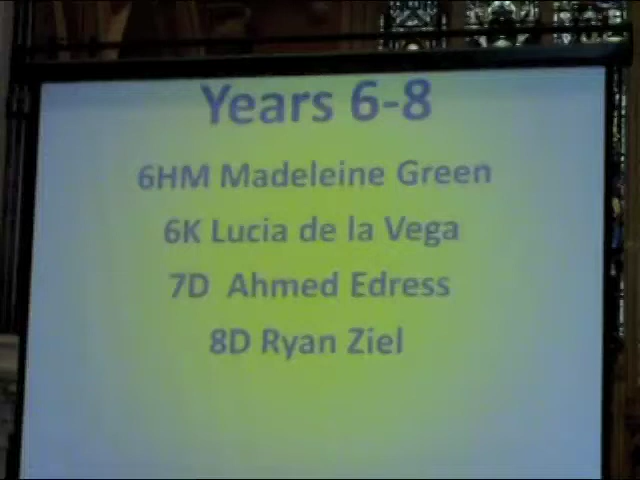 Years 6-8
6HM Madeleine Green
6K Lucia de la Vega
7D Ahmed Edress
8D Ryan Ziel